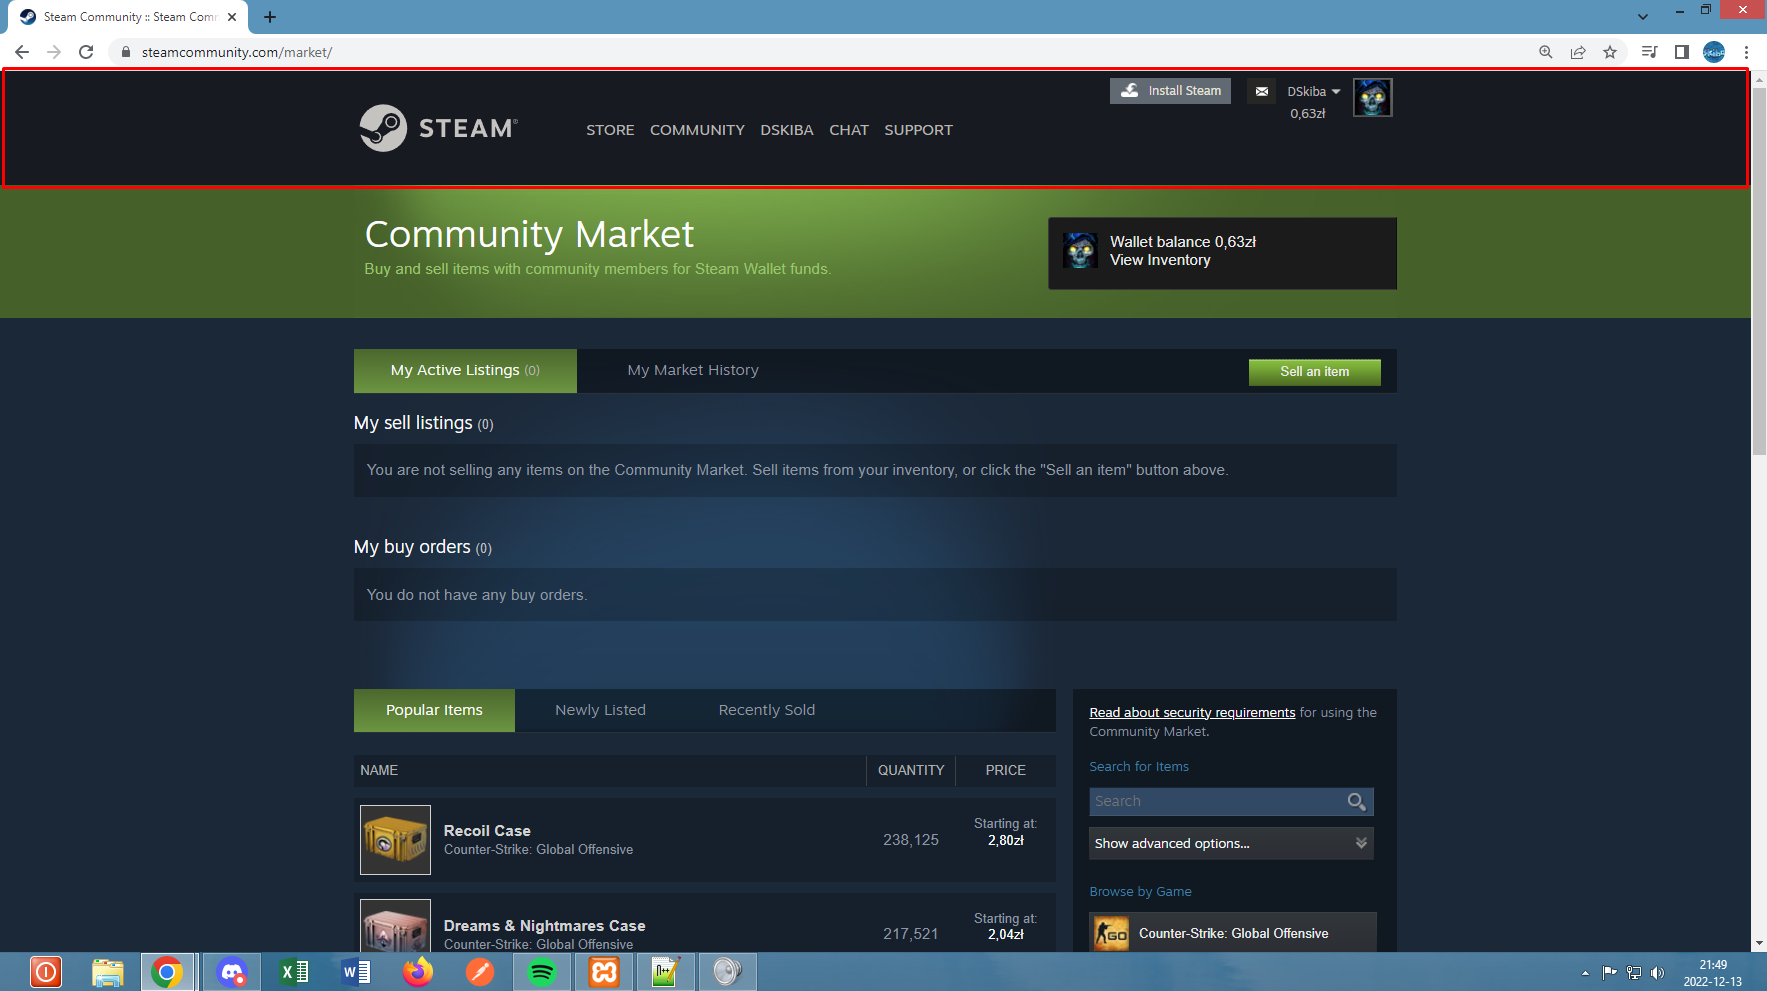 Steam Community :: Steam Com
steamcommunity.com/market/
Install Steam
DSkiba
0,63zł
STEAM®
STORE COMMUNITY DSKIBA CHAT SUPPORT
Community Market
Buy and sell items with community members for Steam Wallet funds.
Wallet balance 0,63zł
View Inventory
My Active Listings (0)
My Market History
Sell an item
My sell listings (0)
You are not selling any items on the Community Market. Sell items from your inventory, or click the "Sell an item" button above.
My buy orders (0)
You do not have any buy orders.
Popular Items
Newly Listed
Recently Sold
NAME QUANTITY PRICE
Recoil Case
Counter-Strike: Global Offensive
238,125
Starting at:
2,80zł
Dreams & Nightmares Case
Counter-Strike: Global Offensive
217,521
Starting at:
2,04zł
Read about security requirements for using the
Community Market.
Search for Items
Search
Show advanced options...
Browse by Game
GO
Counter-Strike: Global Offensive
21:49
2022-12-13